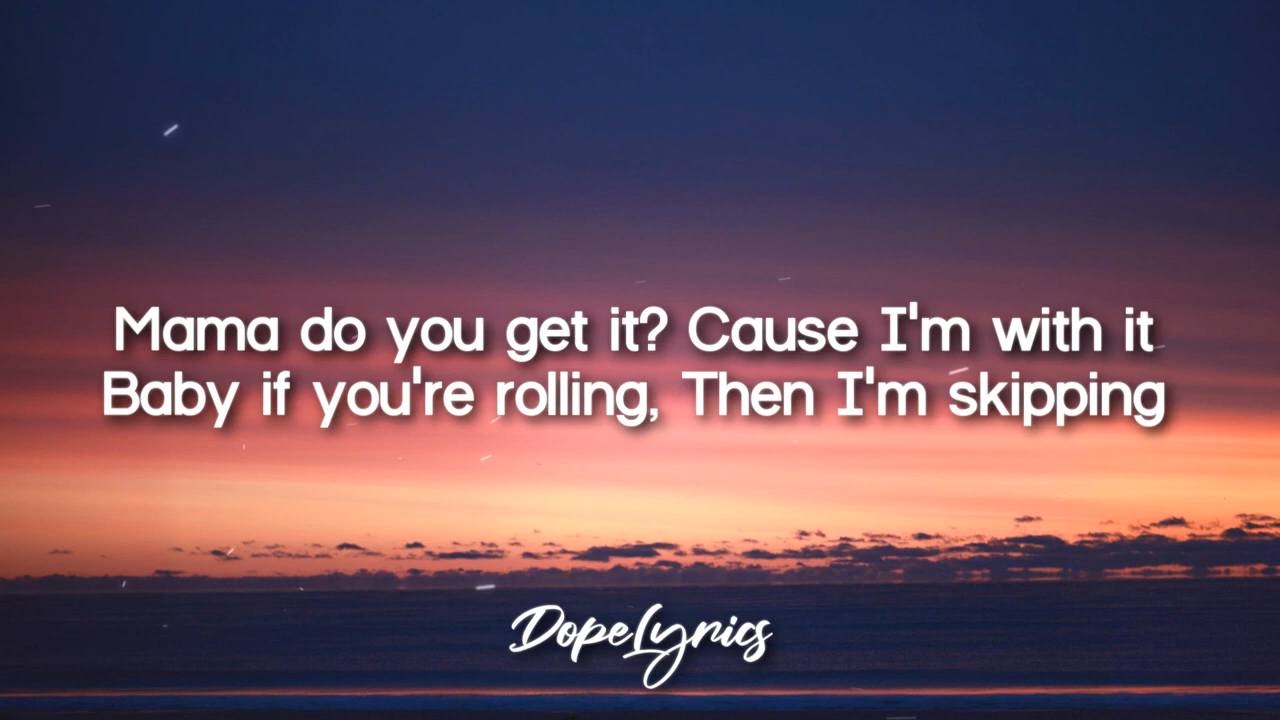 Mama do you get it? Cause I'm with it
Baby if you're rolling, Then I'm skipping
DopeLyrics